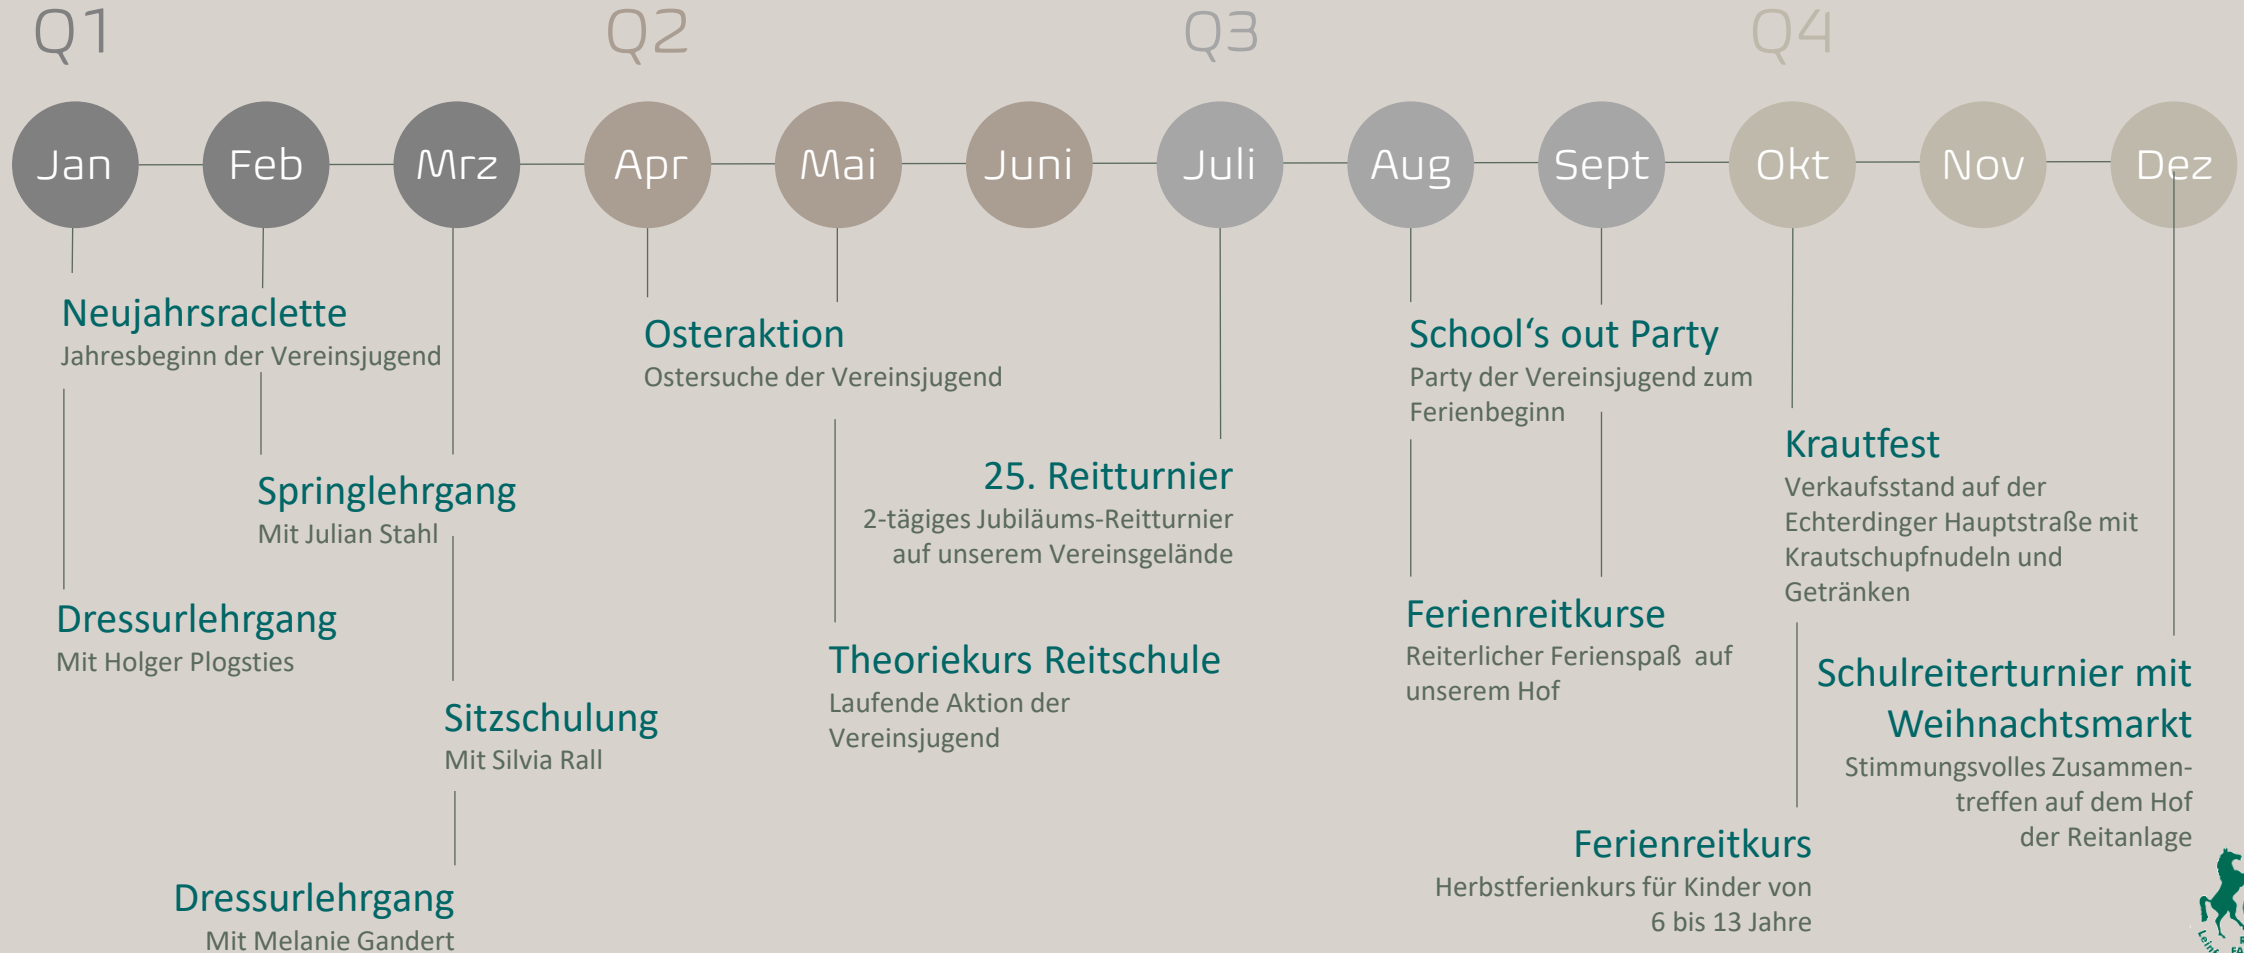 Q1
Q2
Q3
Q4
Jan
Feb
Mrz
Apr
Mai
Juni
Juli
Aug
Sept
Okt
Nov
Dez
Neujahrsraclette
Jahresbeginn der Vereinsjugend
Dressurlehrgang
Mit Holger Plogsties
Springlehrgang
Mit Julian Stahl
Sitzschulung
Mit Silvia Rall
Dressurlehrgang
Mit Melanie Gandert
Osteraktion
Ostersuche der Vereinsjugend
Theoriekurs Reitschule
Laufende Aktion der
Vereinsjugend
25. Reitturnier
2-tägiges Jubiläums-Reitturnier
auf unserem Vereinsgelände
School‘s out Party
Party der Vereinsjugend zum
Ferienbeginn
Ferienreitkurse
Reiterlicher Ferienspaß auf
unserem Hof
Krautfest
Verkaufsstand auf der
Echterdinger Hauptstraße mit
Krautschupfnudeln und
Getränken
Ferienreitkurs
Herbstferienkurs für Kinder von
6 bis 13 Jahre
Schulreiterturnier mit
Weihnachtsmarkt
Stimmungsvolles Zusammen-
treffen auf dem Hof
der Reitanlage